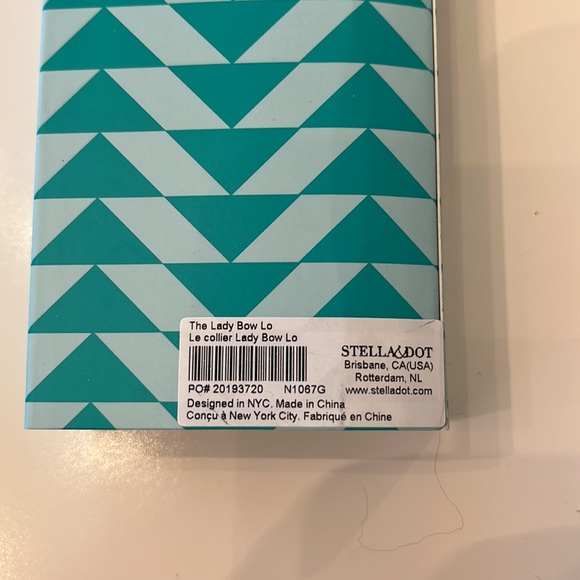 The Lady Bow Lo
Le collier Lady Bow Lo
STELLA&DOT
Brisbane, CA(USA)
Rotterdam, NL
www.stelladot.com
PO# 20193720 N1067G
Designed in NYC. Made in China
Conçu à New York City. Fabriqué en Chine